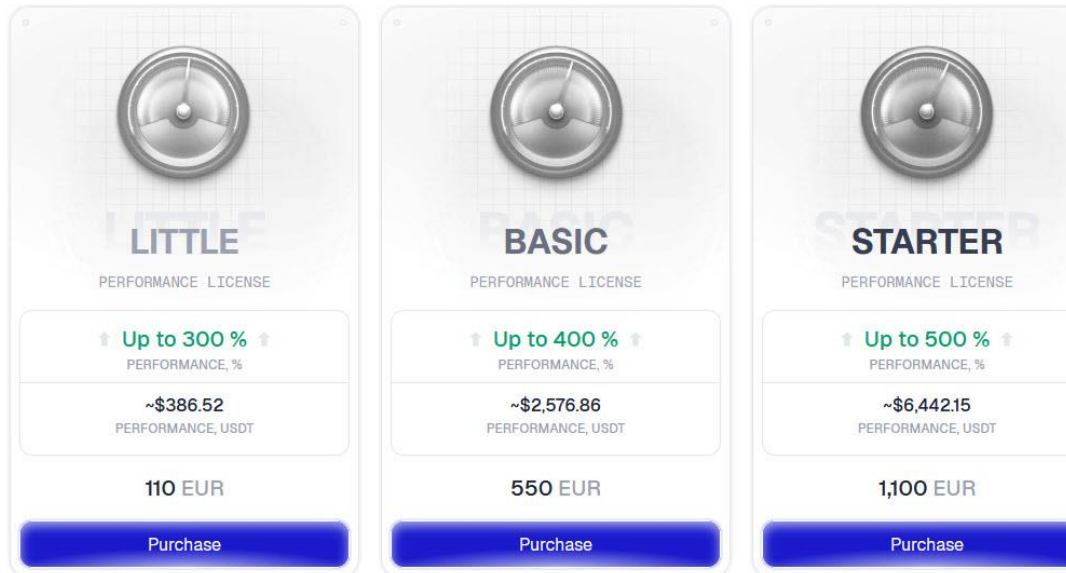 LITTLE
PERFORMANCE LICENSE
Up to 300 %
PERFORMANCE, %
~$386.52
PERFORMANCE, USDT
110 EUR
Purchase
BASIC
PERFORMANCE LICENSE
Up to 400 %
PERFORMANCE, %
~$2,576.86
PERFORMANCE, USDT
550 EUR
Purchase
STARTER
PERFORMANCE LICENSE
Up to 500 %
PERFORMANCE, %
~$6,442.15
PERFORMANCE, USDT
1,100 EUR
Purchase